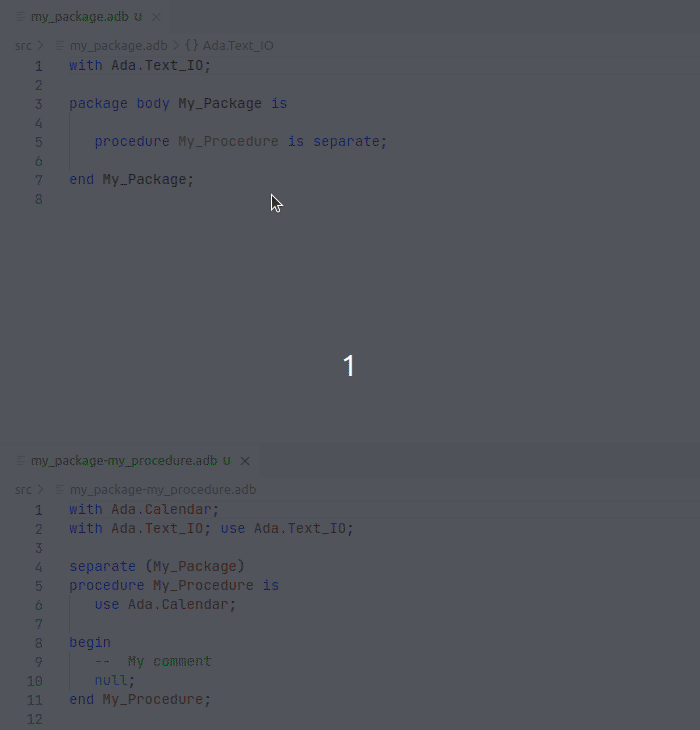 my_package.adb U
src > my_package.adb > {} Ada.Text_IO
1 with Ada.Text_IO;
2
3 package body My_Package is
4
5 procedure My_Procedure is separate;
6
7 end My_Package;
8
1
my_package-my_procedure.adb U
src > my_package-my_procedure.adb
1 with Ada.Calendar;
2 with Ada.Text_IO; use Ada.Text_IO;
3
4 separate (My_Package)
5 procedure My_Procedure is
6 use Ada.Calendar;
7
8 begin
9 -- My comment
10 null;
11 end My_Procedure;
12